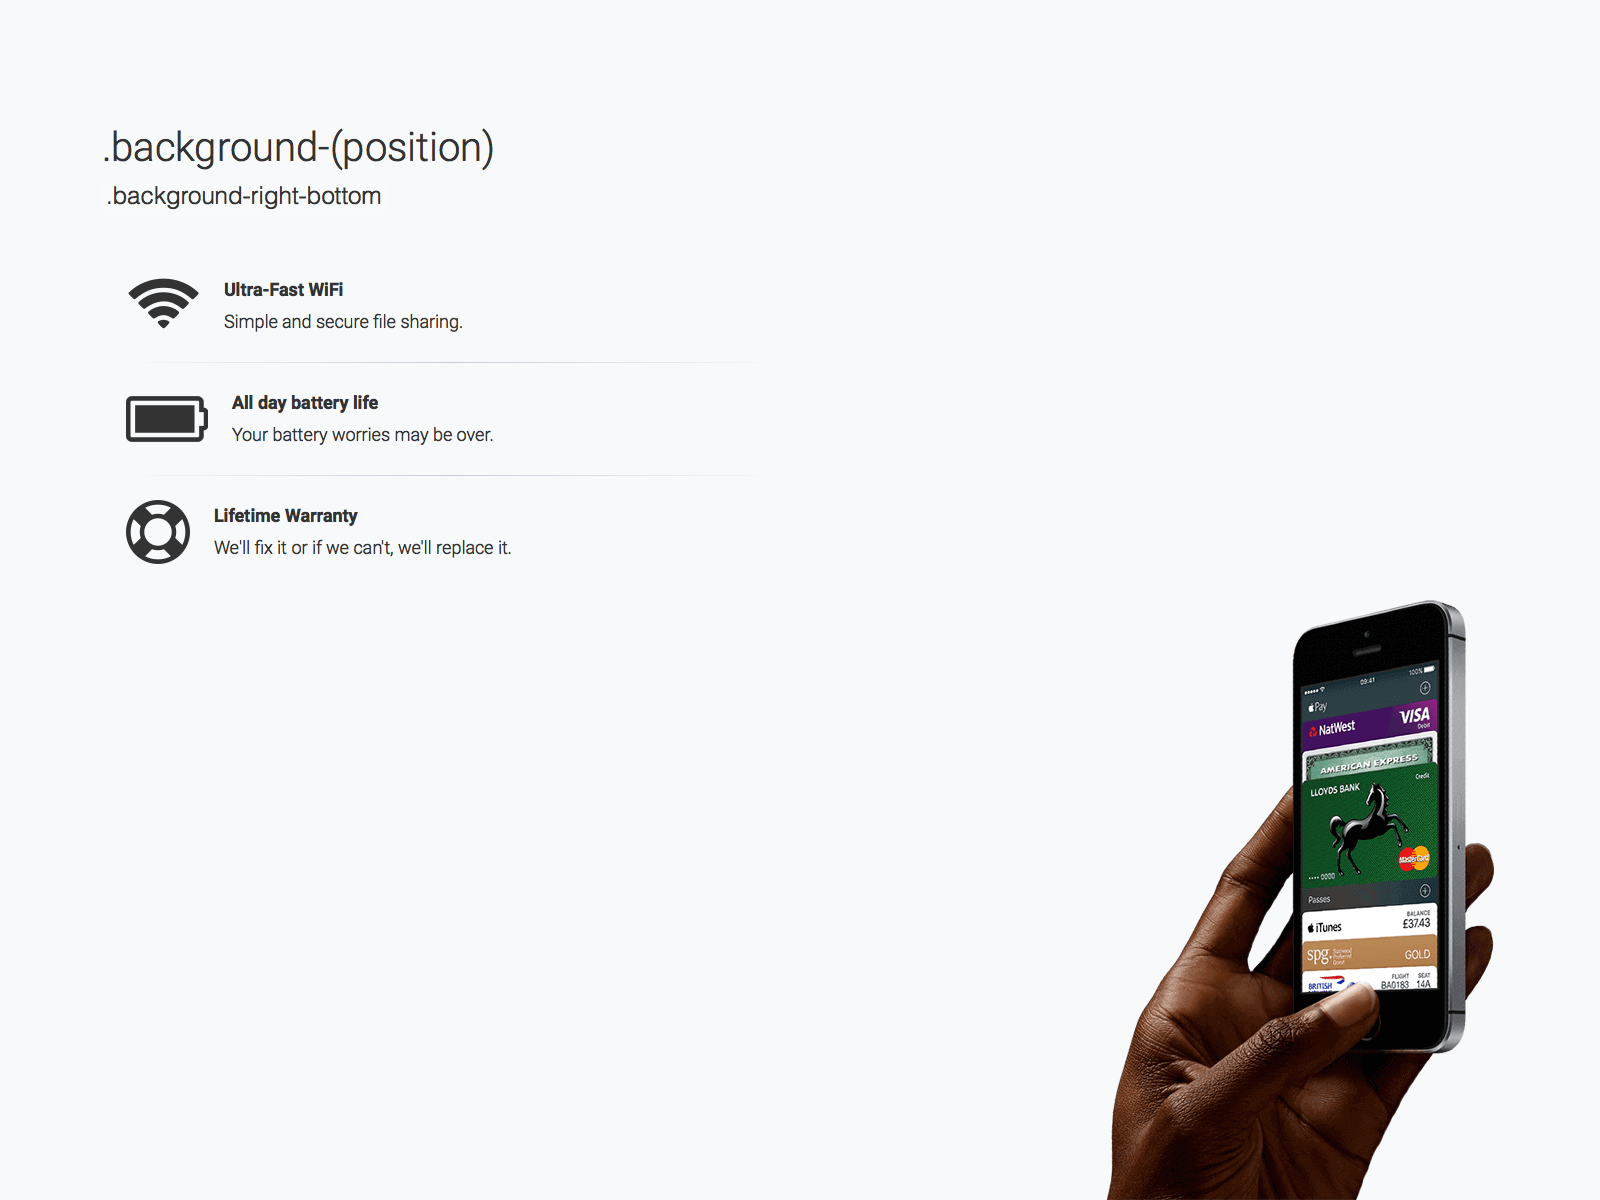 .background-(position)
.background-right-bottom
Ultra-Fast WiFi
Simple and secure file sharing.
All day battery life
Your battery worries may be over.
Lifetime Warranty
We'll fix it or if we can't, we'll replace it.
09:41
100%
Pay
NatWest
VISA
Debit
AMERICAN EXPRESS
Credit
LLOYDS BANK
MasterCard
•••• 0000
Passes
BALANCE
iTunes
£37.43
spg Starwood
Preferred
Guest
GOLD
FLIGHT SEAT
BRITISH
BA0183 14A